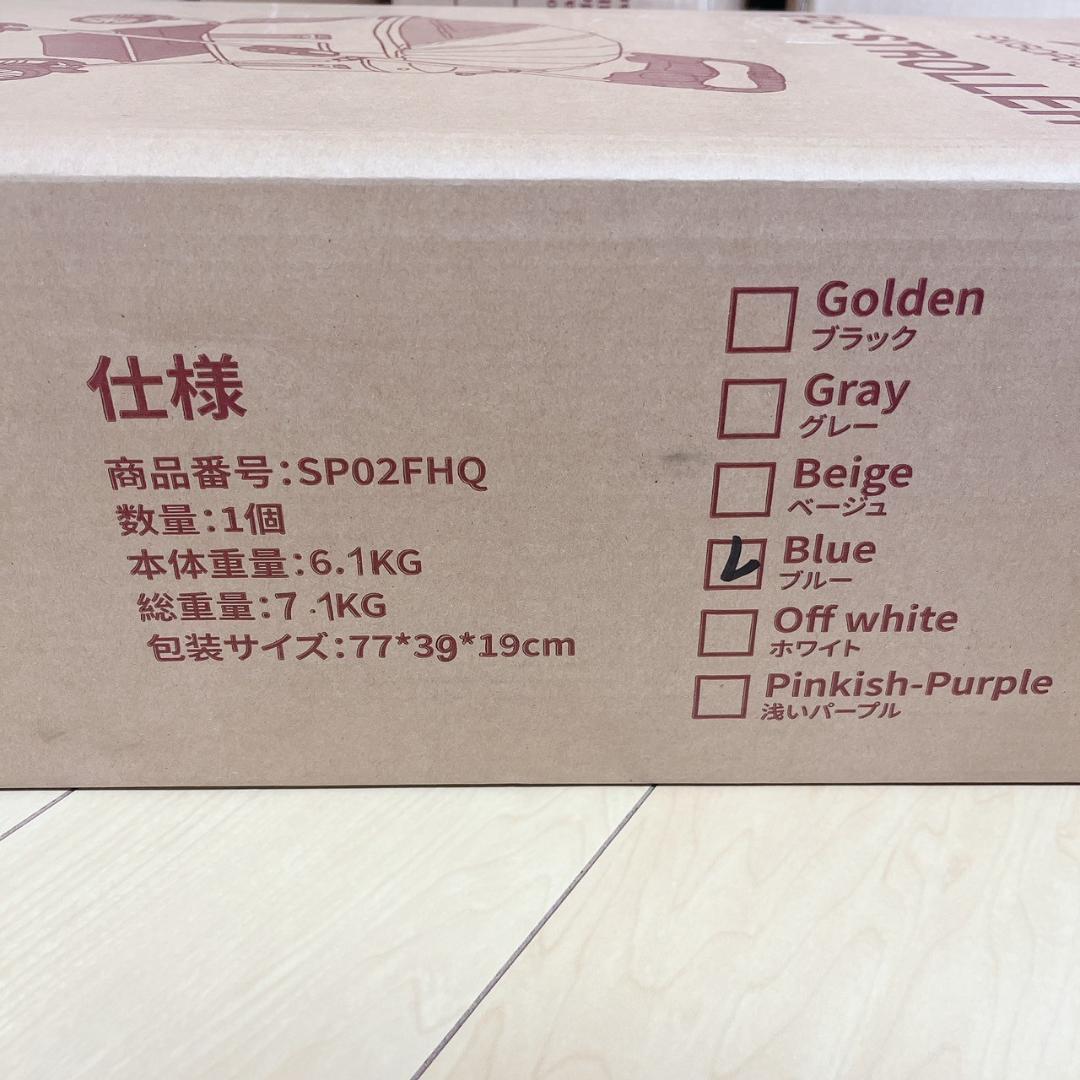 PET STROLLER
仕様
商品番号:SP02FHQ
数量:1個
本体重量:6.1KG
総重量:7.1KG
包装サイズ:77*39*19cm
Golden
ブラック
Gray
グレー
Beige
ベージュ
Blue
ブルー
Off white
ホワイト
Pinkish-Purple
浅いパープル